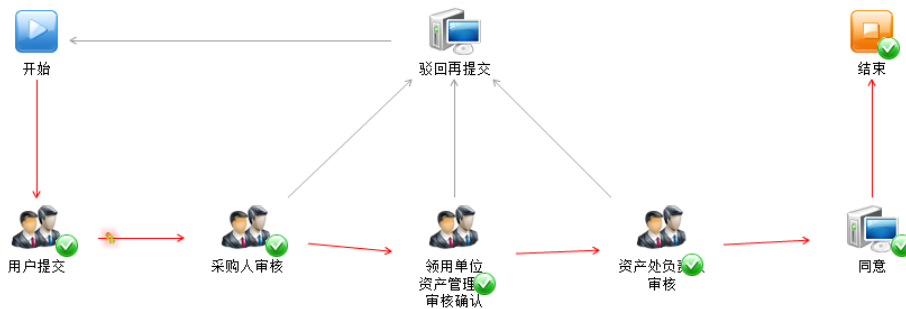 开始
驳回再提交
结束
用户提交
采购人审核
领用单位
资产管理
审核确认
资产处负责人
审核
同意